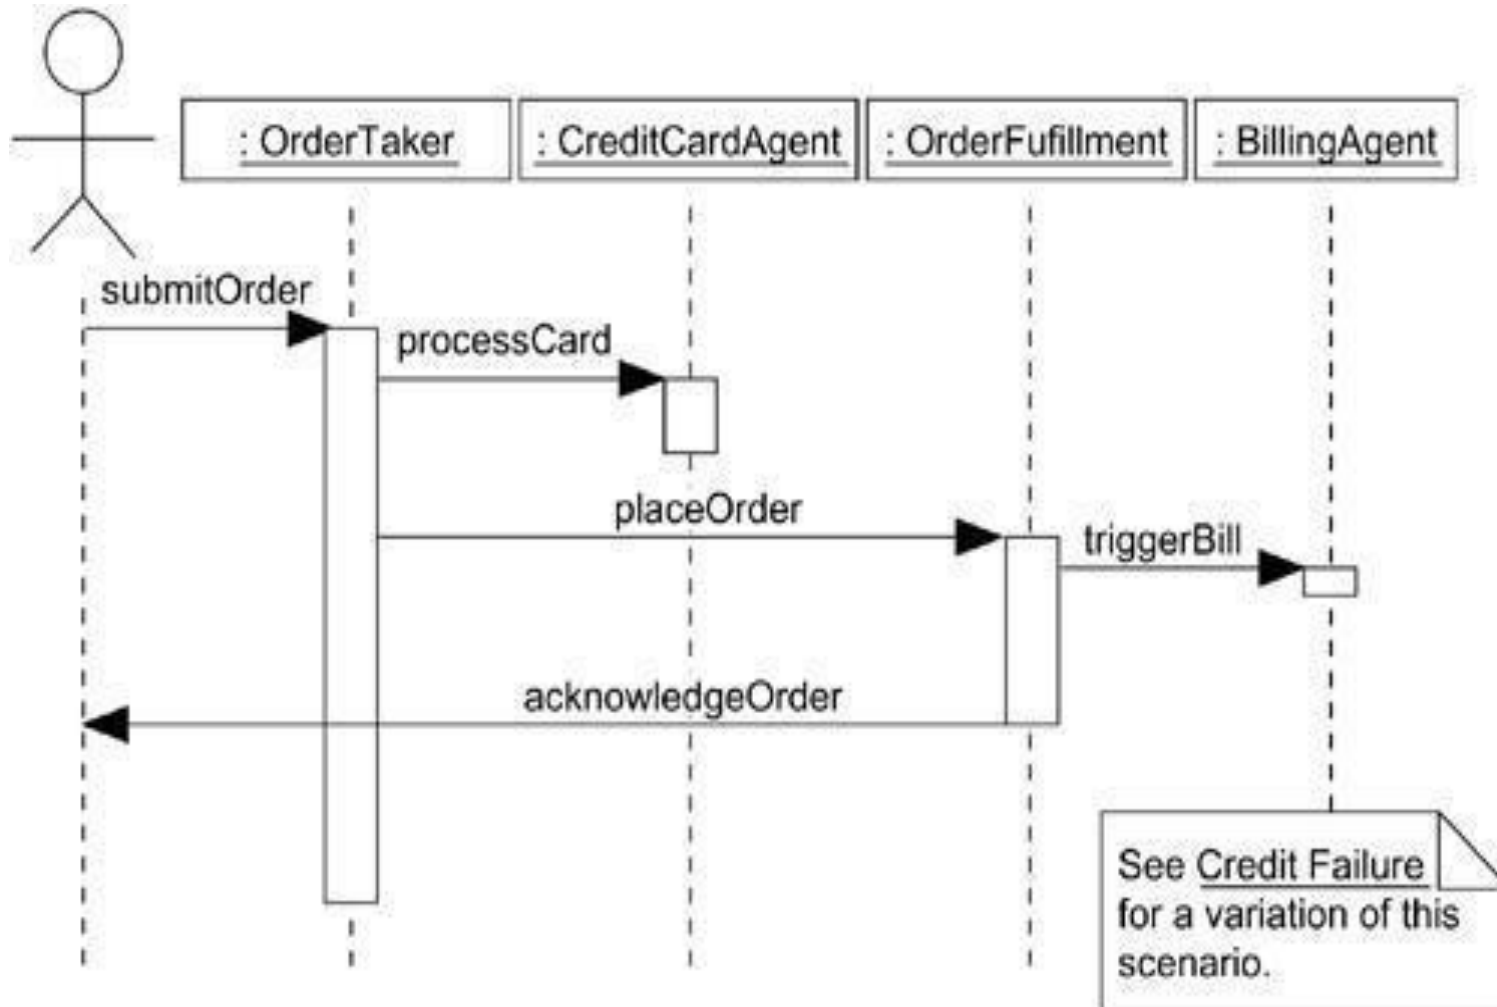 : OrderTaker
: CreditCardAgent
: OrderFufillment
: BillingAgent
submitOrder
processCard
placeOrder
triggerBill
acknowledgeOrder
See Credit Failure
for a variation of this
scenario.